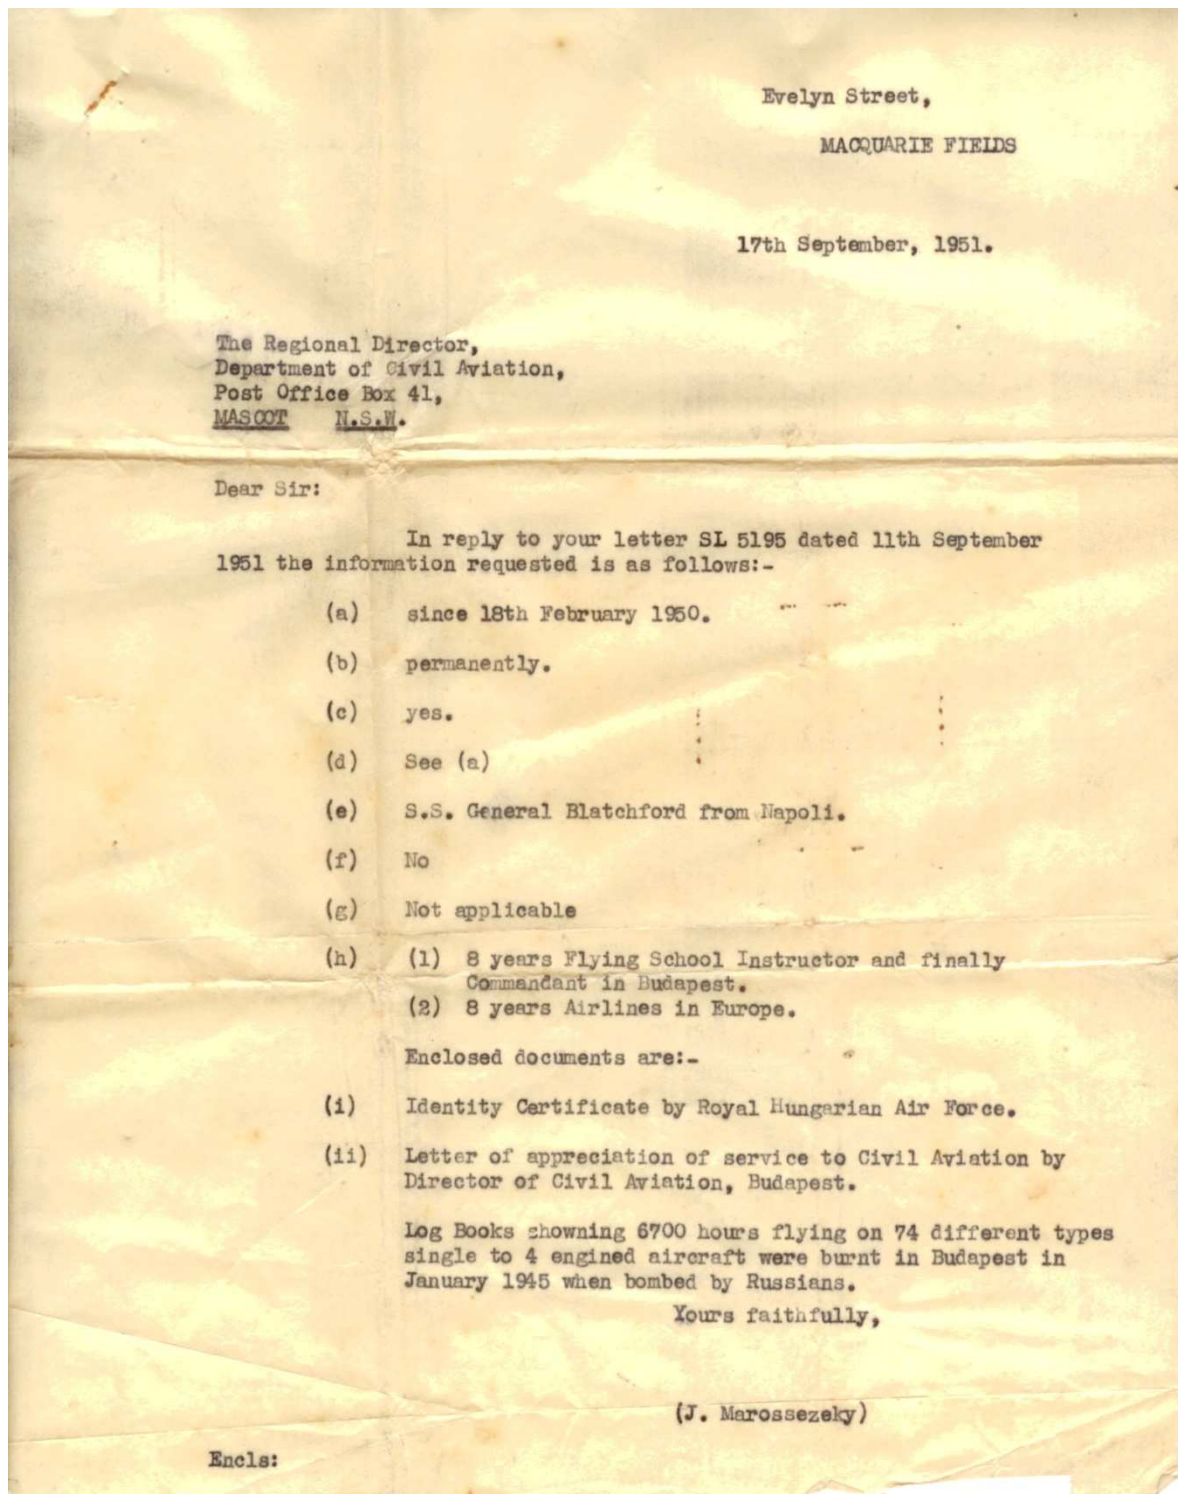 Evelyn Street,
MACQUARIE FIELDS
17th September, 1951.
The Regional Director,
Department of Civil Aviation,
Post Office Box 41,
MASCOT N.S.W.
Dear Sir:
In reply to your letter SL 5195 dated 11th September
1951 the information requested is as follows:-
(a) since 18th February 1950.
(b) permanently.
(c) yes.
(d) See (a)
(e) S.S. General Blatchford from Napoli.
(f) No
(g) Not applicable
(h) (1) 8 years Flying School Instructor and finally
Commandant in Budapest.
(2) 8 years Airlines in Europe.
Enclosed documents are:-
(i) Identity Certificate by Royal Hungarian Air Force.
(ii) Letter of appreciation of service to Civil Aviation by
Director of Civil Aviation, Budapest.
Log Books showning 6700 hours flying on 74 different types
single to 4 engined aircraft were burnt in Budapest in
January 1945 when bombed by Russians.
Yours faithfully,
(J. Marossezeky)
Encls: